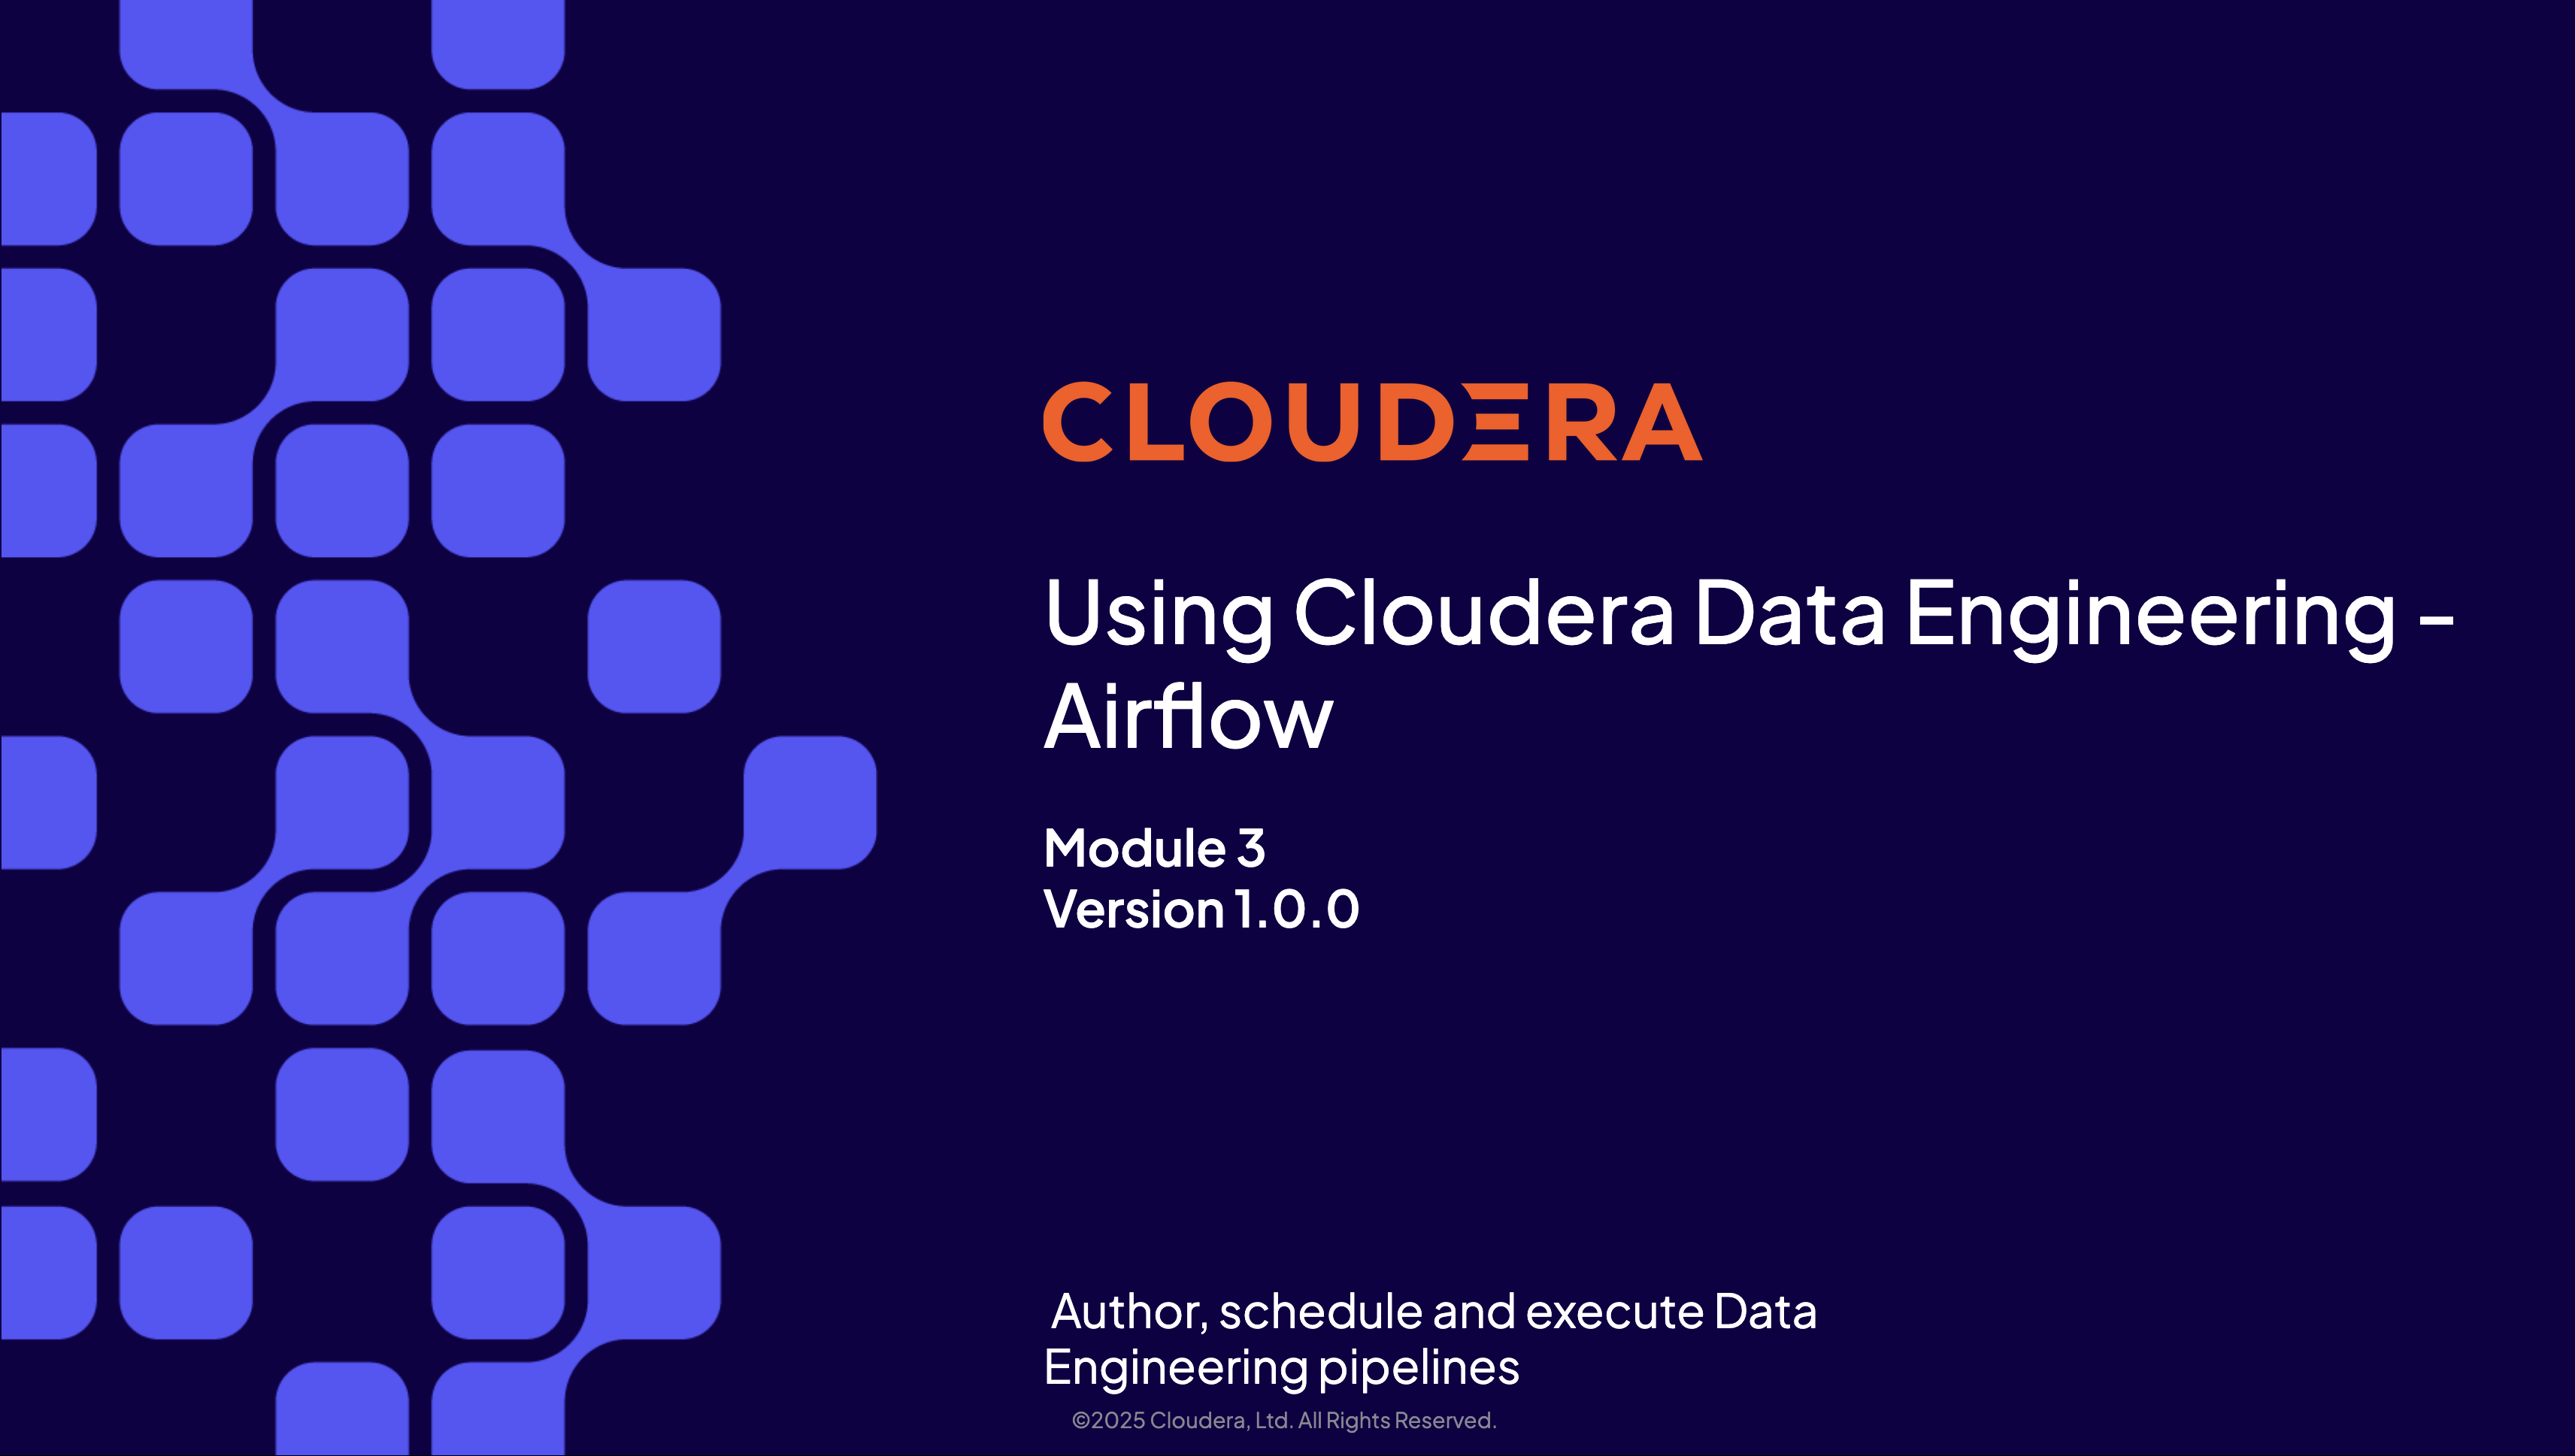 CLOUDERA
Using Cloudera Data Engineering -
Airflow
Module 3
Version 1.0.0
Author, schedule and execute Data
Engineering pipelines
©2025 Cloudera, Ltd. All Rights Reserved.